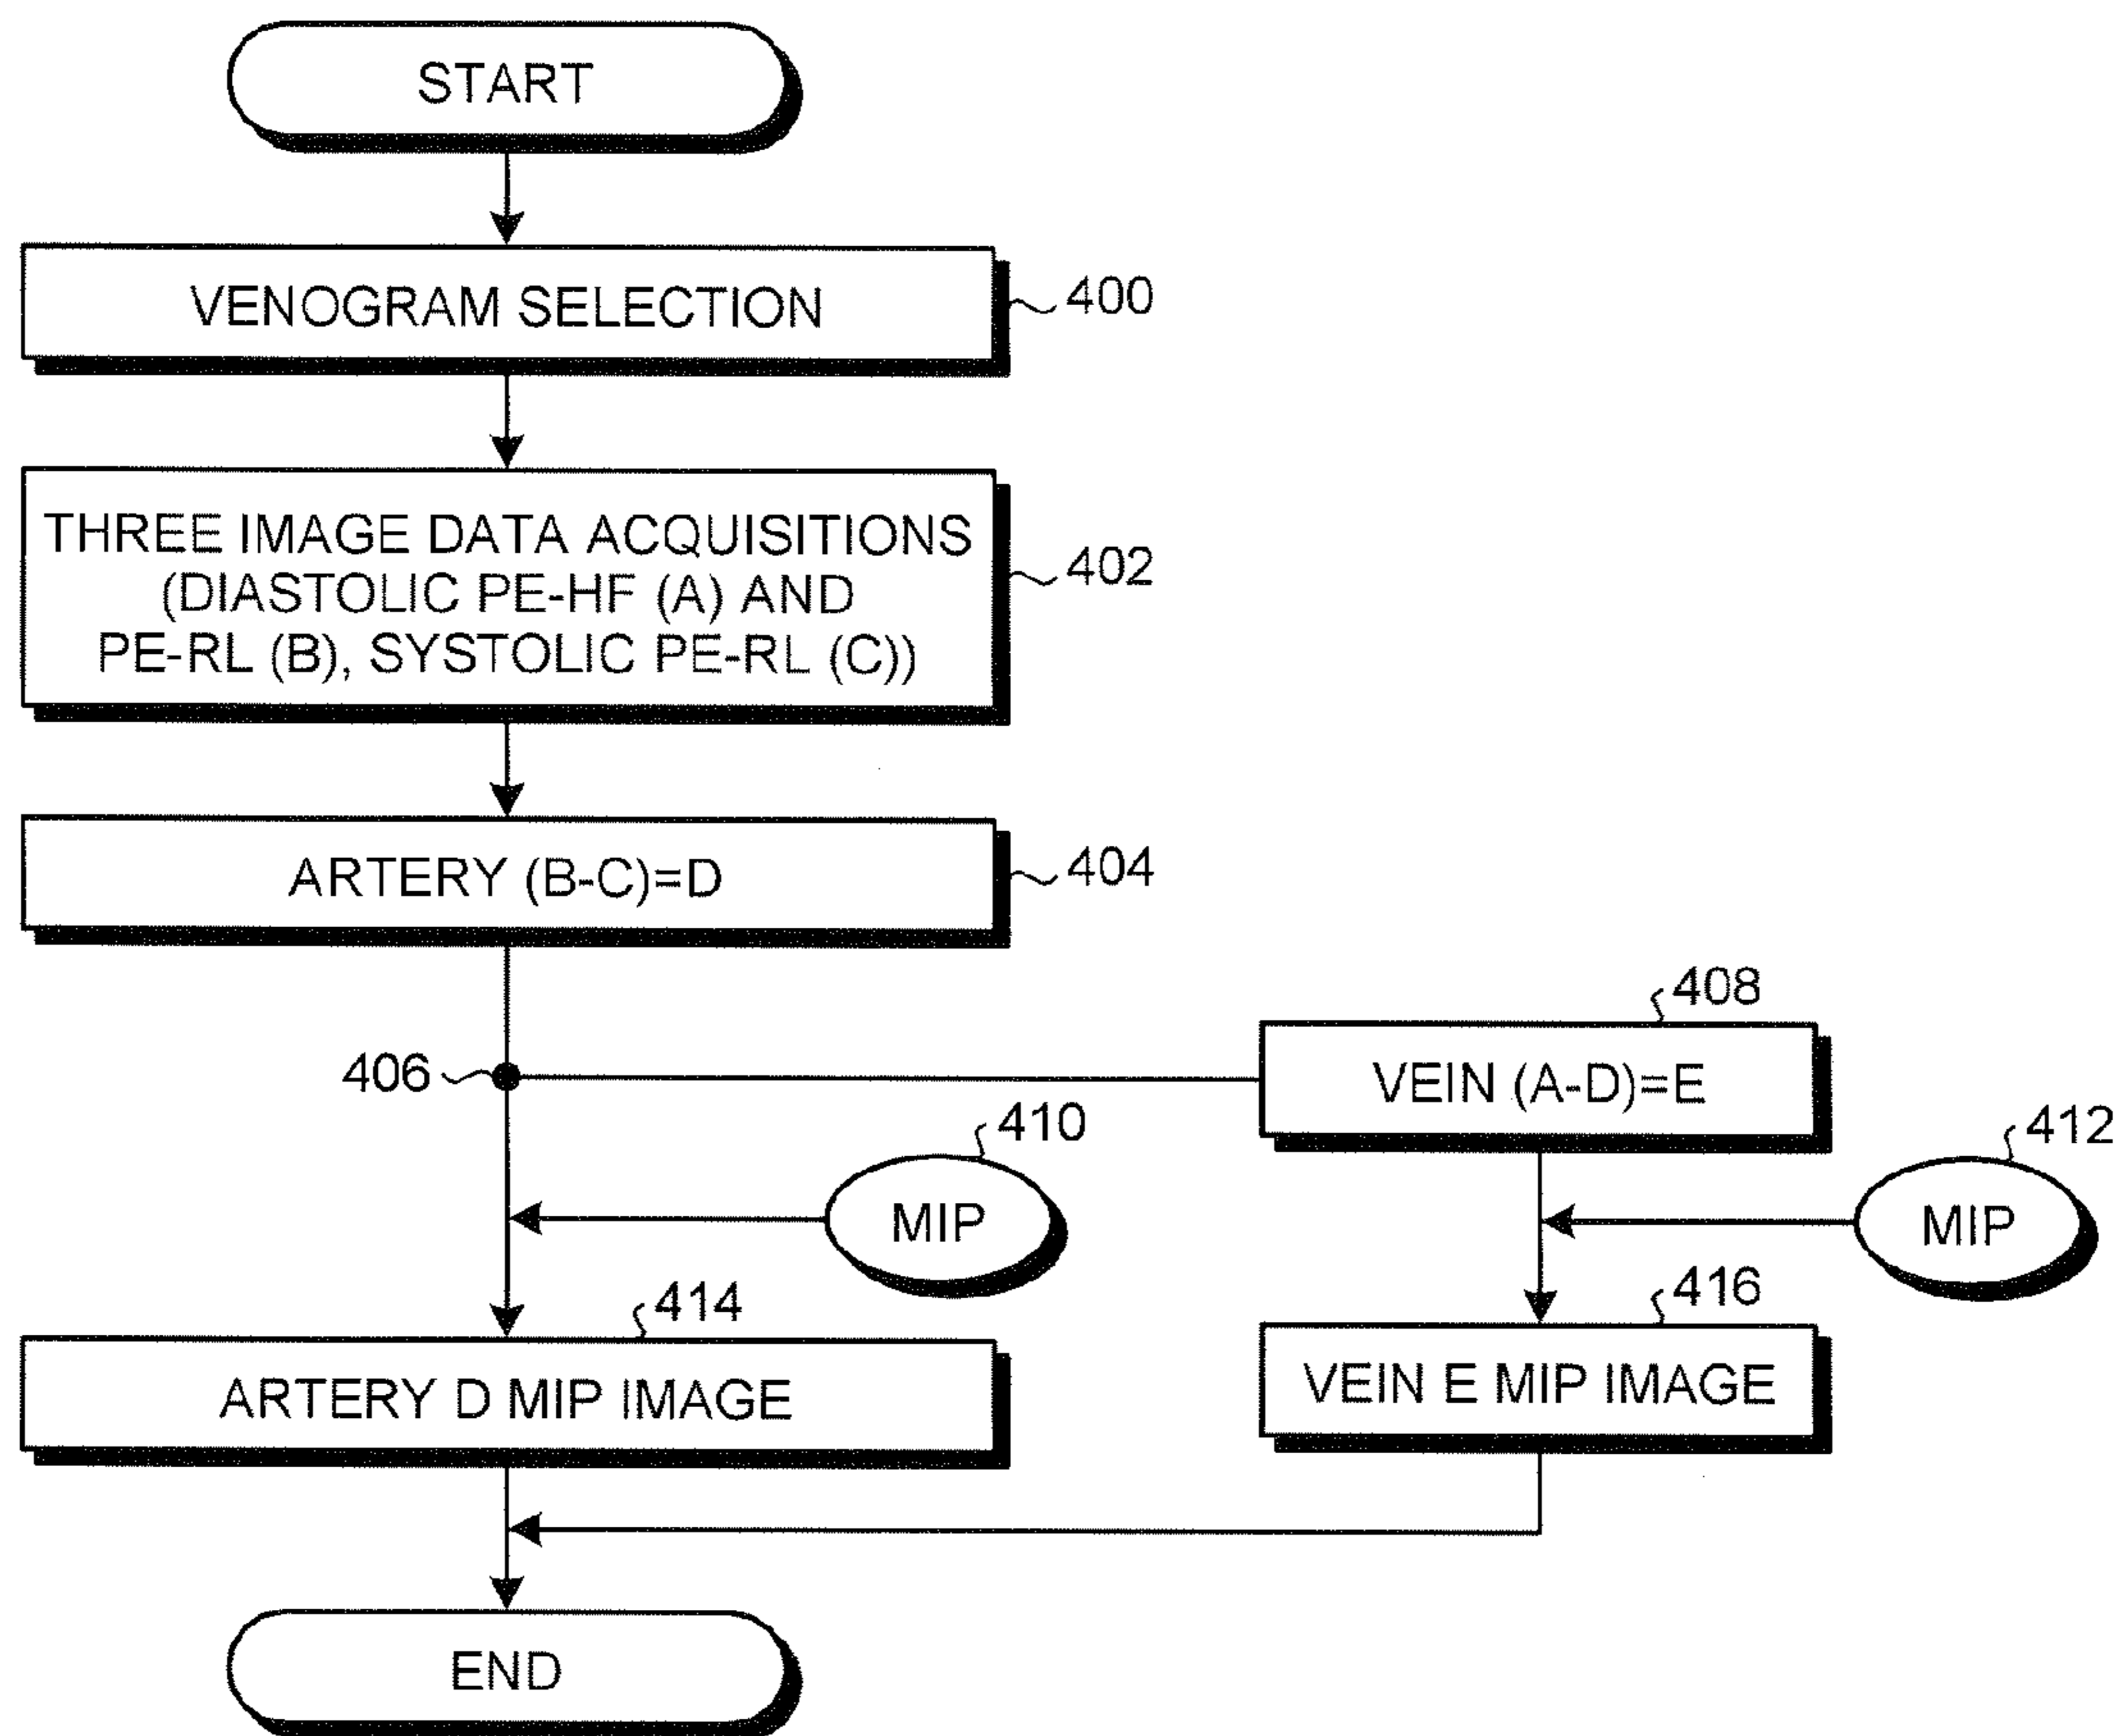 START
VENOGRAM SELECTION
400
THREE IMAGE DATA ACQUISITIONS
(DIASTOLIC PE-HF (A) AND
PE-RL (B), SYSTOLIC PE-RL (C))
402
ARTERY (B-C)=D
404
406
408
VEIN (A-D)=E
410
MIP
412
MIP
414
ARTERY D MIP IMAGE
416
VEIN E MIP IMAGE
END